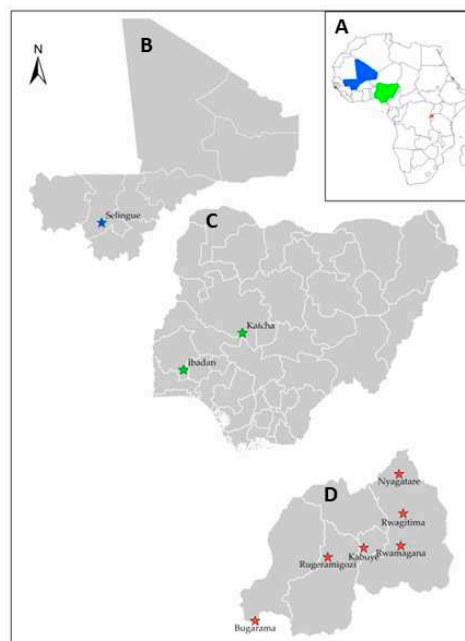 A
N
B
Selingue
C
Katcha
Ibadan
D
Nyagatare
Rwagitima
Kabuye
Rwamagana
Rugeramigozi
Bugarama